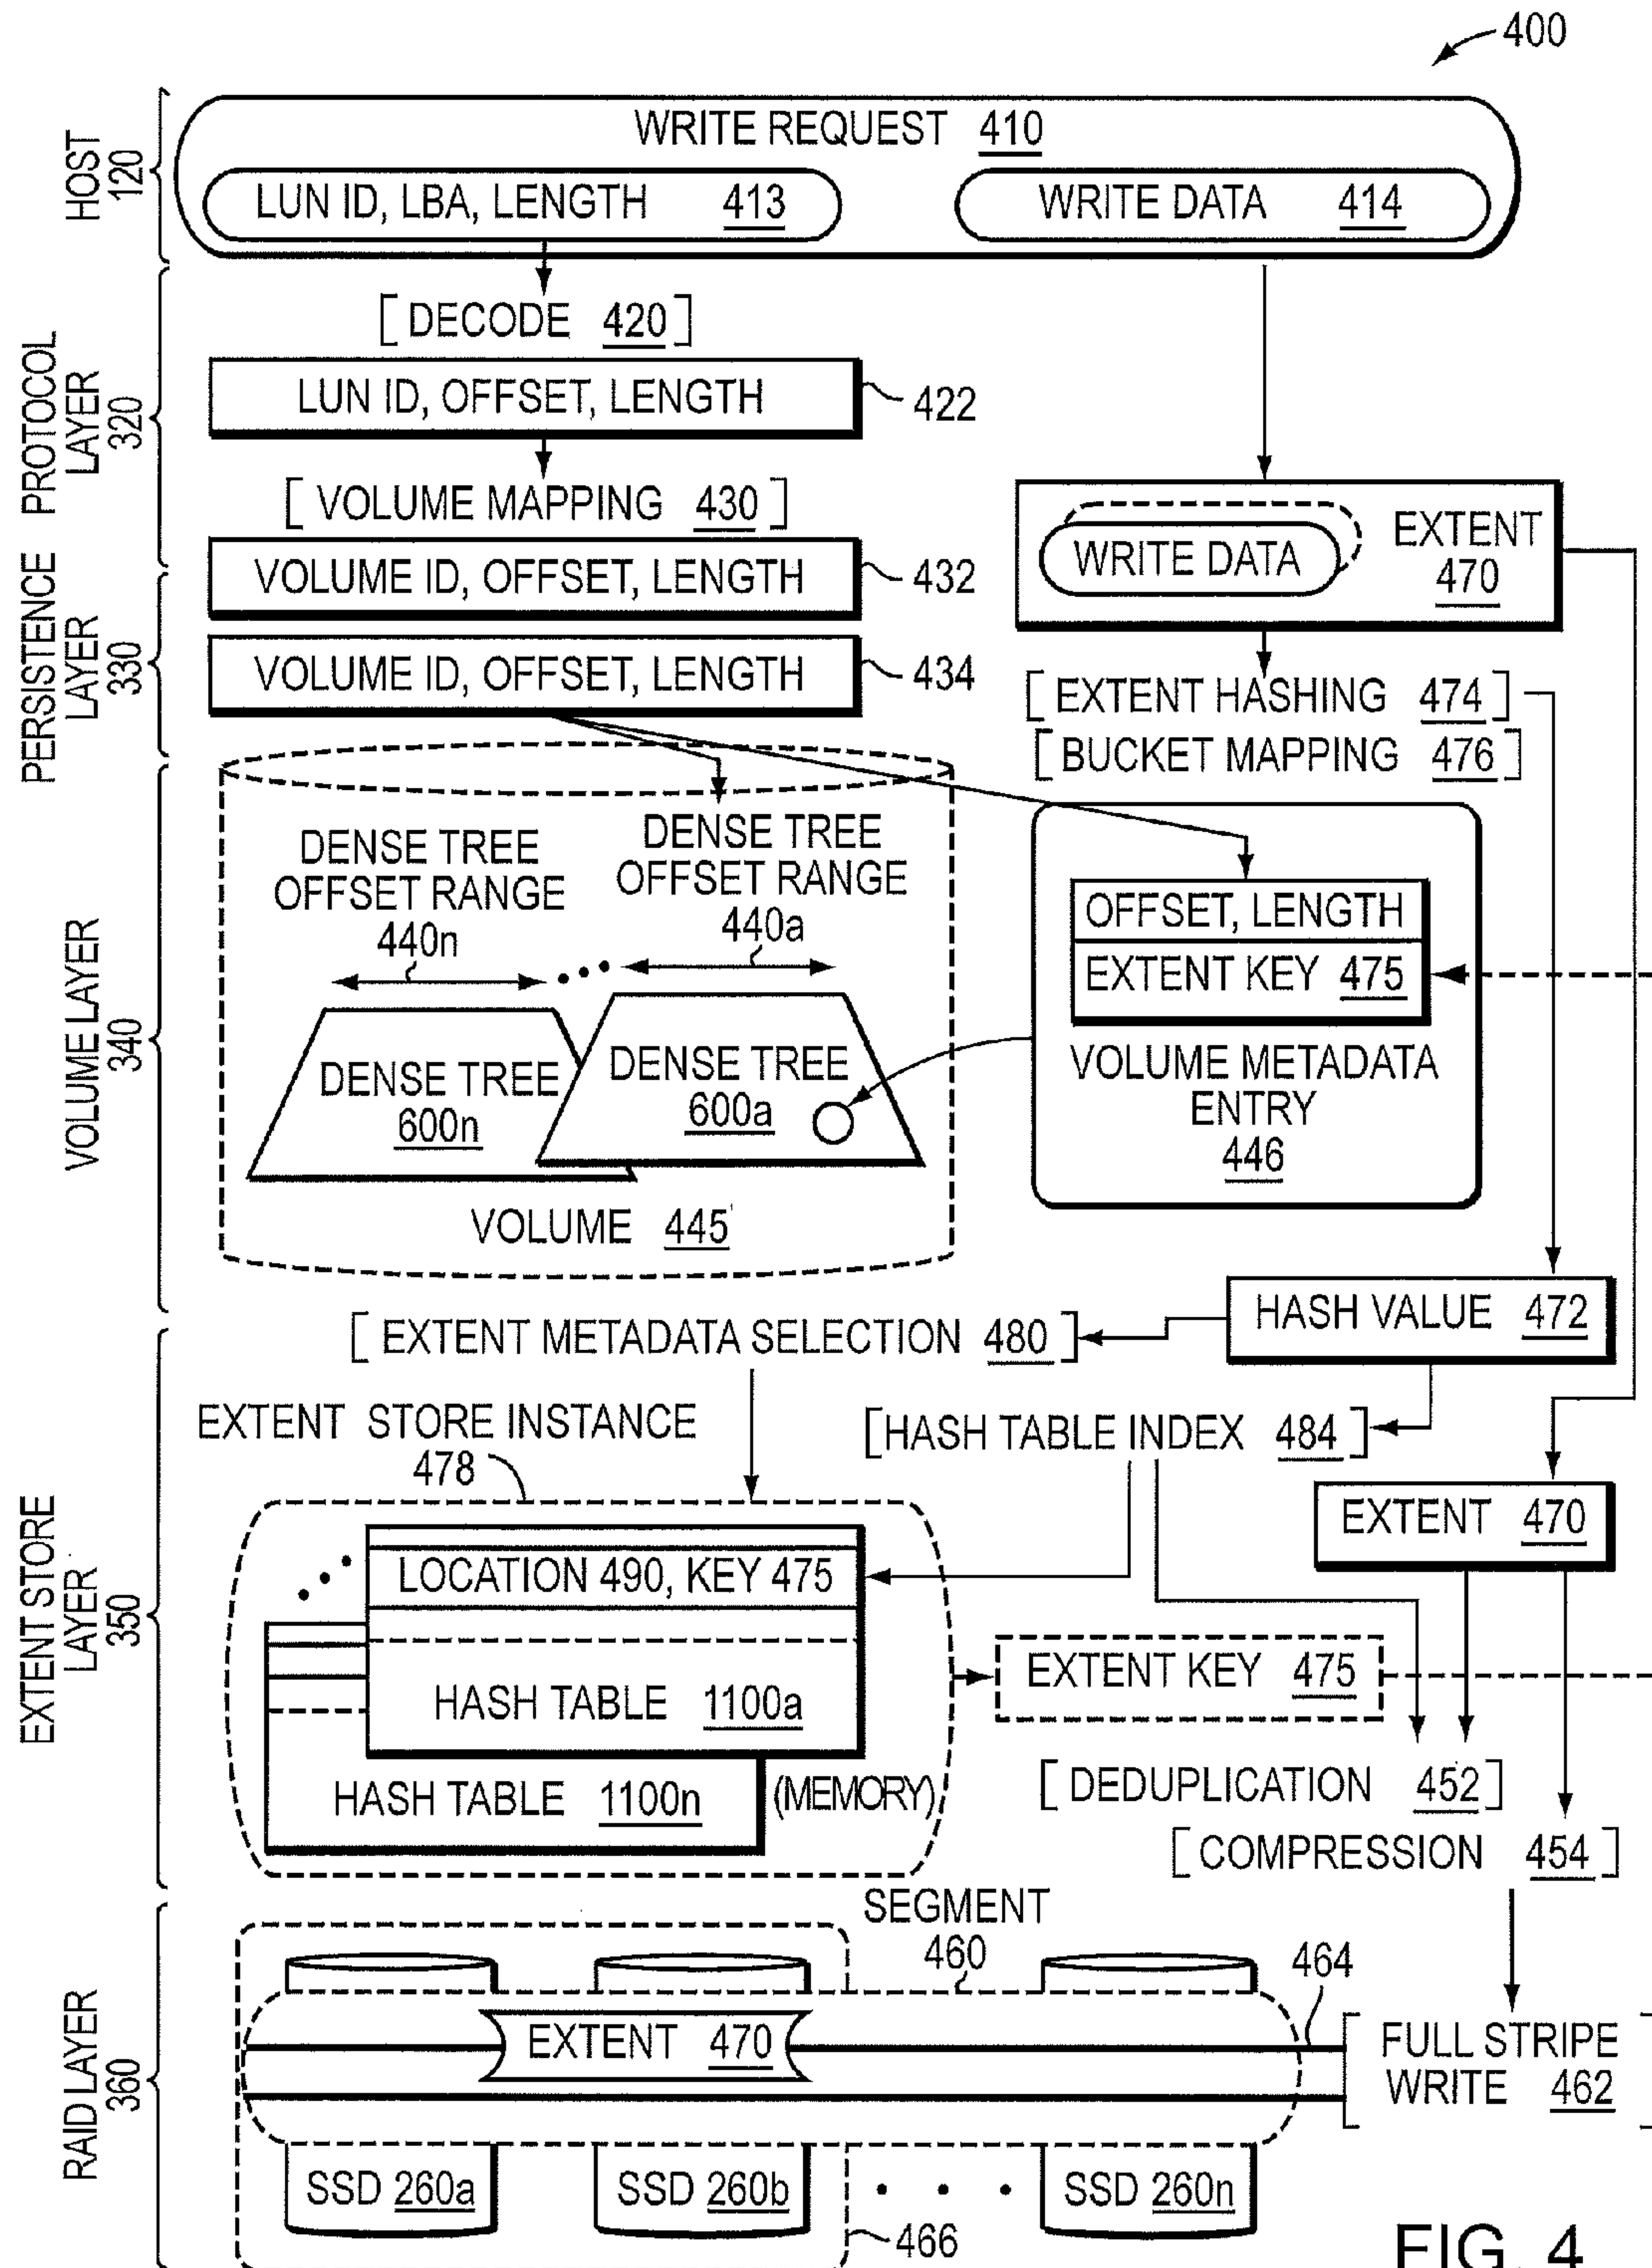 400
HOST
120
WRITE REQUEST 410
LUN ID, LBA, LENGTH 413
WRITE DATA 414
PROTOCOL
LAYER
320
[DECODE 420]
LUN ID, OFFSET, LENGTH
422
[VOLUME MAPPING 430]
VOLUME ID, OFFSET, LENGTH
432
WRITE DATA
EXTENT
470
PERSISTENCE
LAYER
330
VOLUME ID, OFFSET, LENGTH
434
[EXTENT HASHING 474]
[BUCKET MAPPING 476]
VOLUME LAYER
340
DENSE TREE
OFFSET RANGE
440n
DENSE TREE
OFFSET RANGE
440a
DENSE TREE
600n
DENSE TREE
600a
VOLUME 445
OFFSET, LENGTH
EXTENT KEY 475
VOLUME METADATA
ENTRY
446
HASH VALUE 472
EXTENT STORE
LAYER
350
[EXTENT METADATA SELECTION 480]
EXTENT STORE INSTANCE
478
[HASH TABLE INDEX 484]
EXTENT 470
LOCATION 490, KEY 475
HASH TABLE 1100a
HASH TABLE 1100n
(MEMORY)
EXTENT KEY 475
[DEDUPLICATION 452]
[COMPRESSION 454]
RAID LAYER
360
SEGMENT
460
464
EXTENT 470
[FULL STRIPE
WRITE 462]
SSD 260a
SSD 260b
SSD 260n
466
FIG. 4